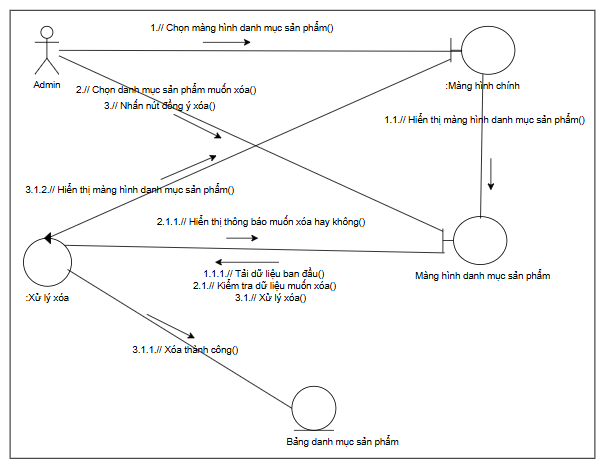 1.// Chọn màng hình danh mục sản phẩm()
Admin
:Màng hình chính
2.// Chọn danh mục sản phẩm muốn xóa()
3.// Nhấn nút đồng ý xóa()
1.1.// Hiển thị màng hình danh mục sản phẩm()
3.1.2.// Hiển thị màng hình danh mục sản phẩm()
2.1.1.// Hiển thị thông báo muốn xóa hay không()
Màng hình danh mục sản phẩm
1.1.1.// Tải dữ liệu ban đầu()
2.1.// Kiểm tra dữ liệu muốn xóa()
3.1.// Xử lý xóa()
:Xử lý xóa
3.1.1.// Xóa thành công()
Bảng danh mục sản phẩm